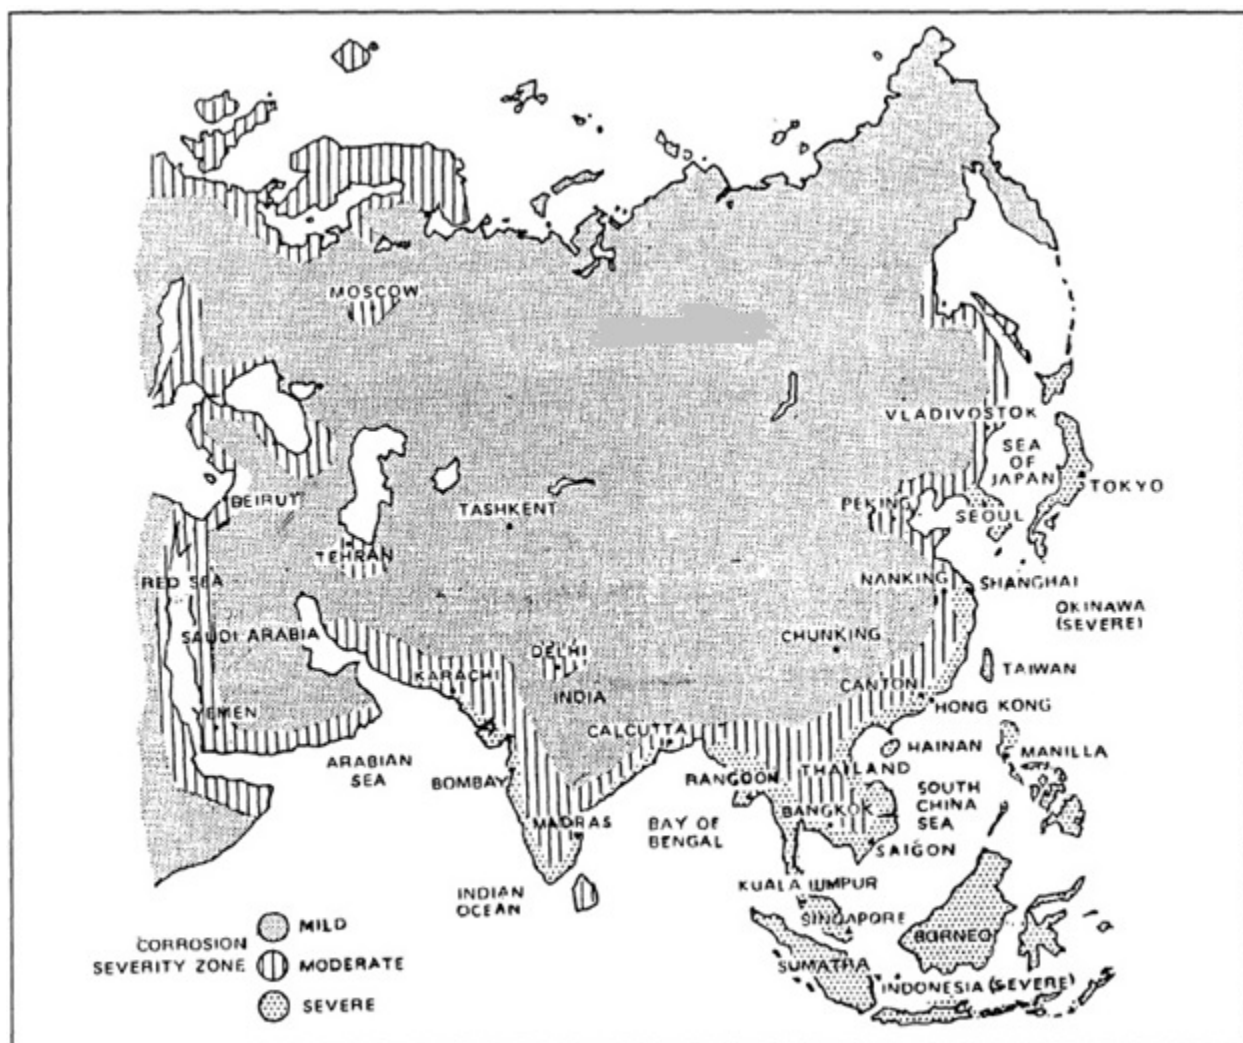 MOSCOW
VLADIVOSTOK
SEA
OF
JAPAN
TOKYO
BEIRUT
TASHKENT
PEKING
SEOUL
TEHRAN
RED SEA
NANKING
SHANGHAI
OKINAWA
(SEVERE)
SAUDI ARABIA
CHUNKING
DELHI
TAIWAN
KARACHI
INDIA
CANTON
HONG KONG
YEMEN
CALCUTTA
HAINAN
MANILLA
ARABIAN
SEA
BOMBAY
RANGOON
THAILAND
SOUTH
CHINA
SEA
BANGKOK
MADRAS
BAY OF
BENGAL
SAIGON
INDIAN
OCEAN
KUALA LUMPUR
SINGAPORE
BORNEO
SUMATRA
INDONESIA (SEVERE)
CORROSION
SEVERITY ZONE
MILD
MODERATE
SEVERE